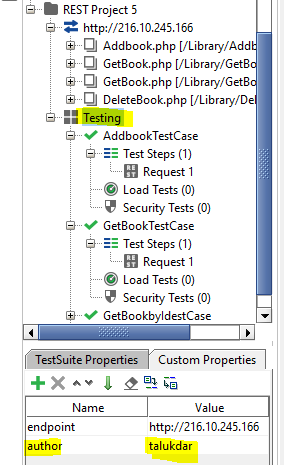 REST Project 5
http://216.10.245.166
Addbook.php [/Library/Addb
GetBook.php [/Library/GetBo
GetBook.php [/Library/GetBo
DeleteBook.php [/Library/Del
Testing
AddbookTestCase
Test Steps (1)
REST Request 1
Load Tests (0)
Security Tests (0)
GetBookTestCase
Test Steps (1)
REST Request 1
Load Tests (0)
Security Tests (0)
GetBookbyIdestCase
TestSuite Properties Custom Properties
Name Value
endpoint http://216.10.245.166
author talukdar